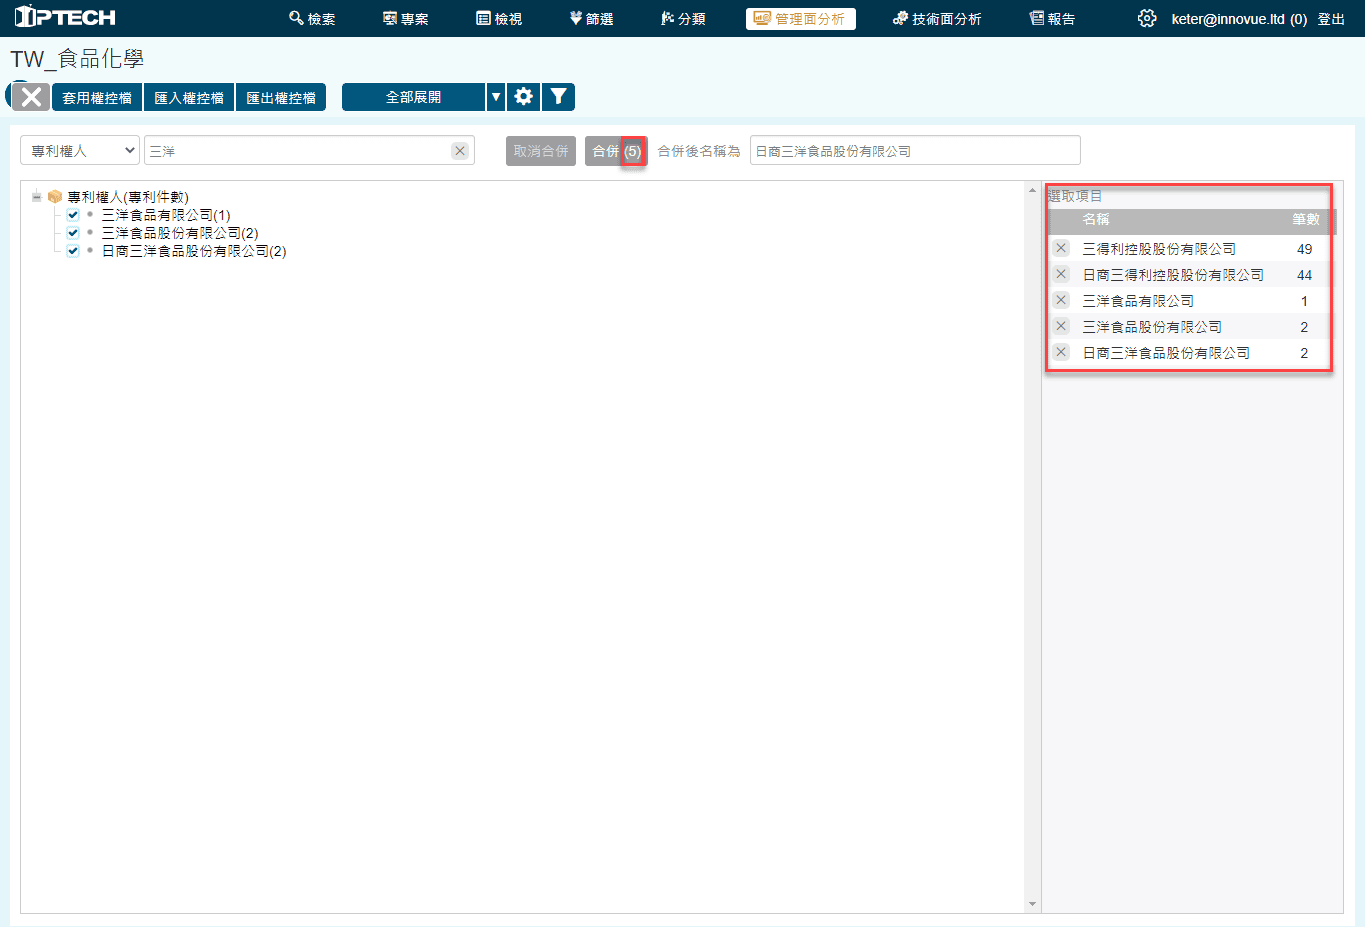 IPTECH
檢索
專案
檢視
篩選
分類
管理面分析
技術面分析
報告
keter@innovue.ltd (0)
登出
TW_食品化學
套用權控檔
匯入權控檔
匯出權控檔
全部展開
專利權人
三洋
取消合併
合併 (5)
合併後名稱為
日商三洋食品股份有限公司
專利權人(專利件數)
三洋食品有限公司(1)
三洋食品股份有限公司(2)
日商三洋食品股份有限公司(2)
選取項目
名稱 筆數
三得利控股股份有限公司 49
日商三得利控股股份有限公司 44
三洋食品有限公司 1
三洋食品股份有限公司 2
日商三洋食品股份有限公司 2